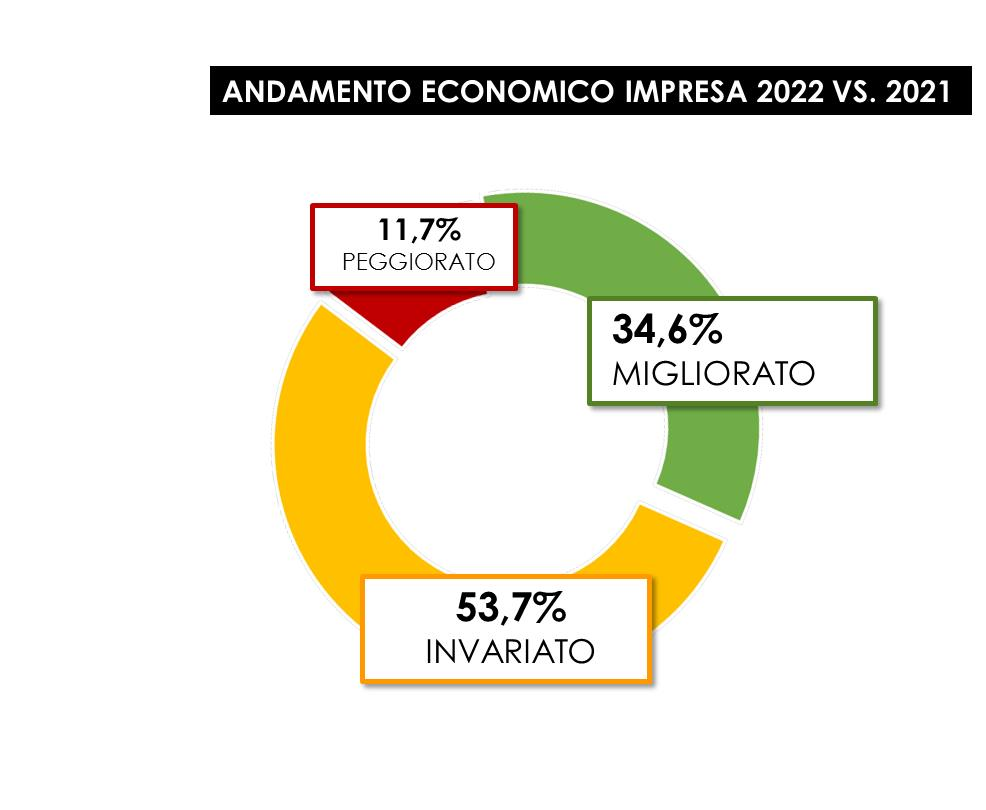 ANDAMENTO ECONOMICO IMPRESA 2022 VS. 2021
11,7%
PEGGIORATO
34,6%
MIGLIORATO
53,7%
INVARIATO